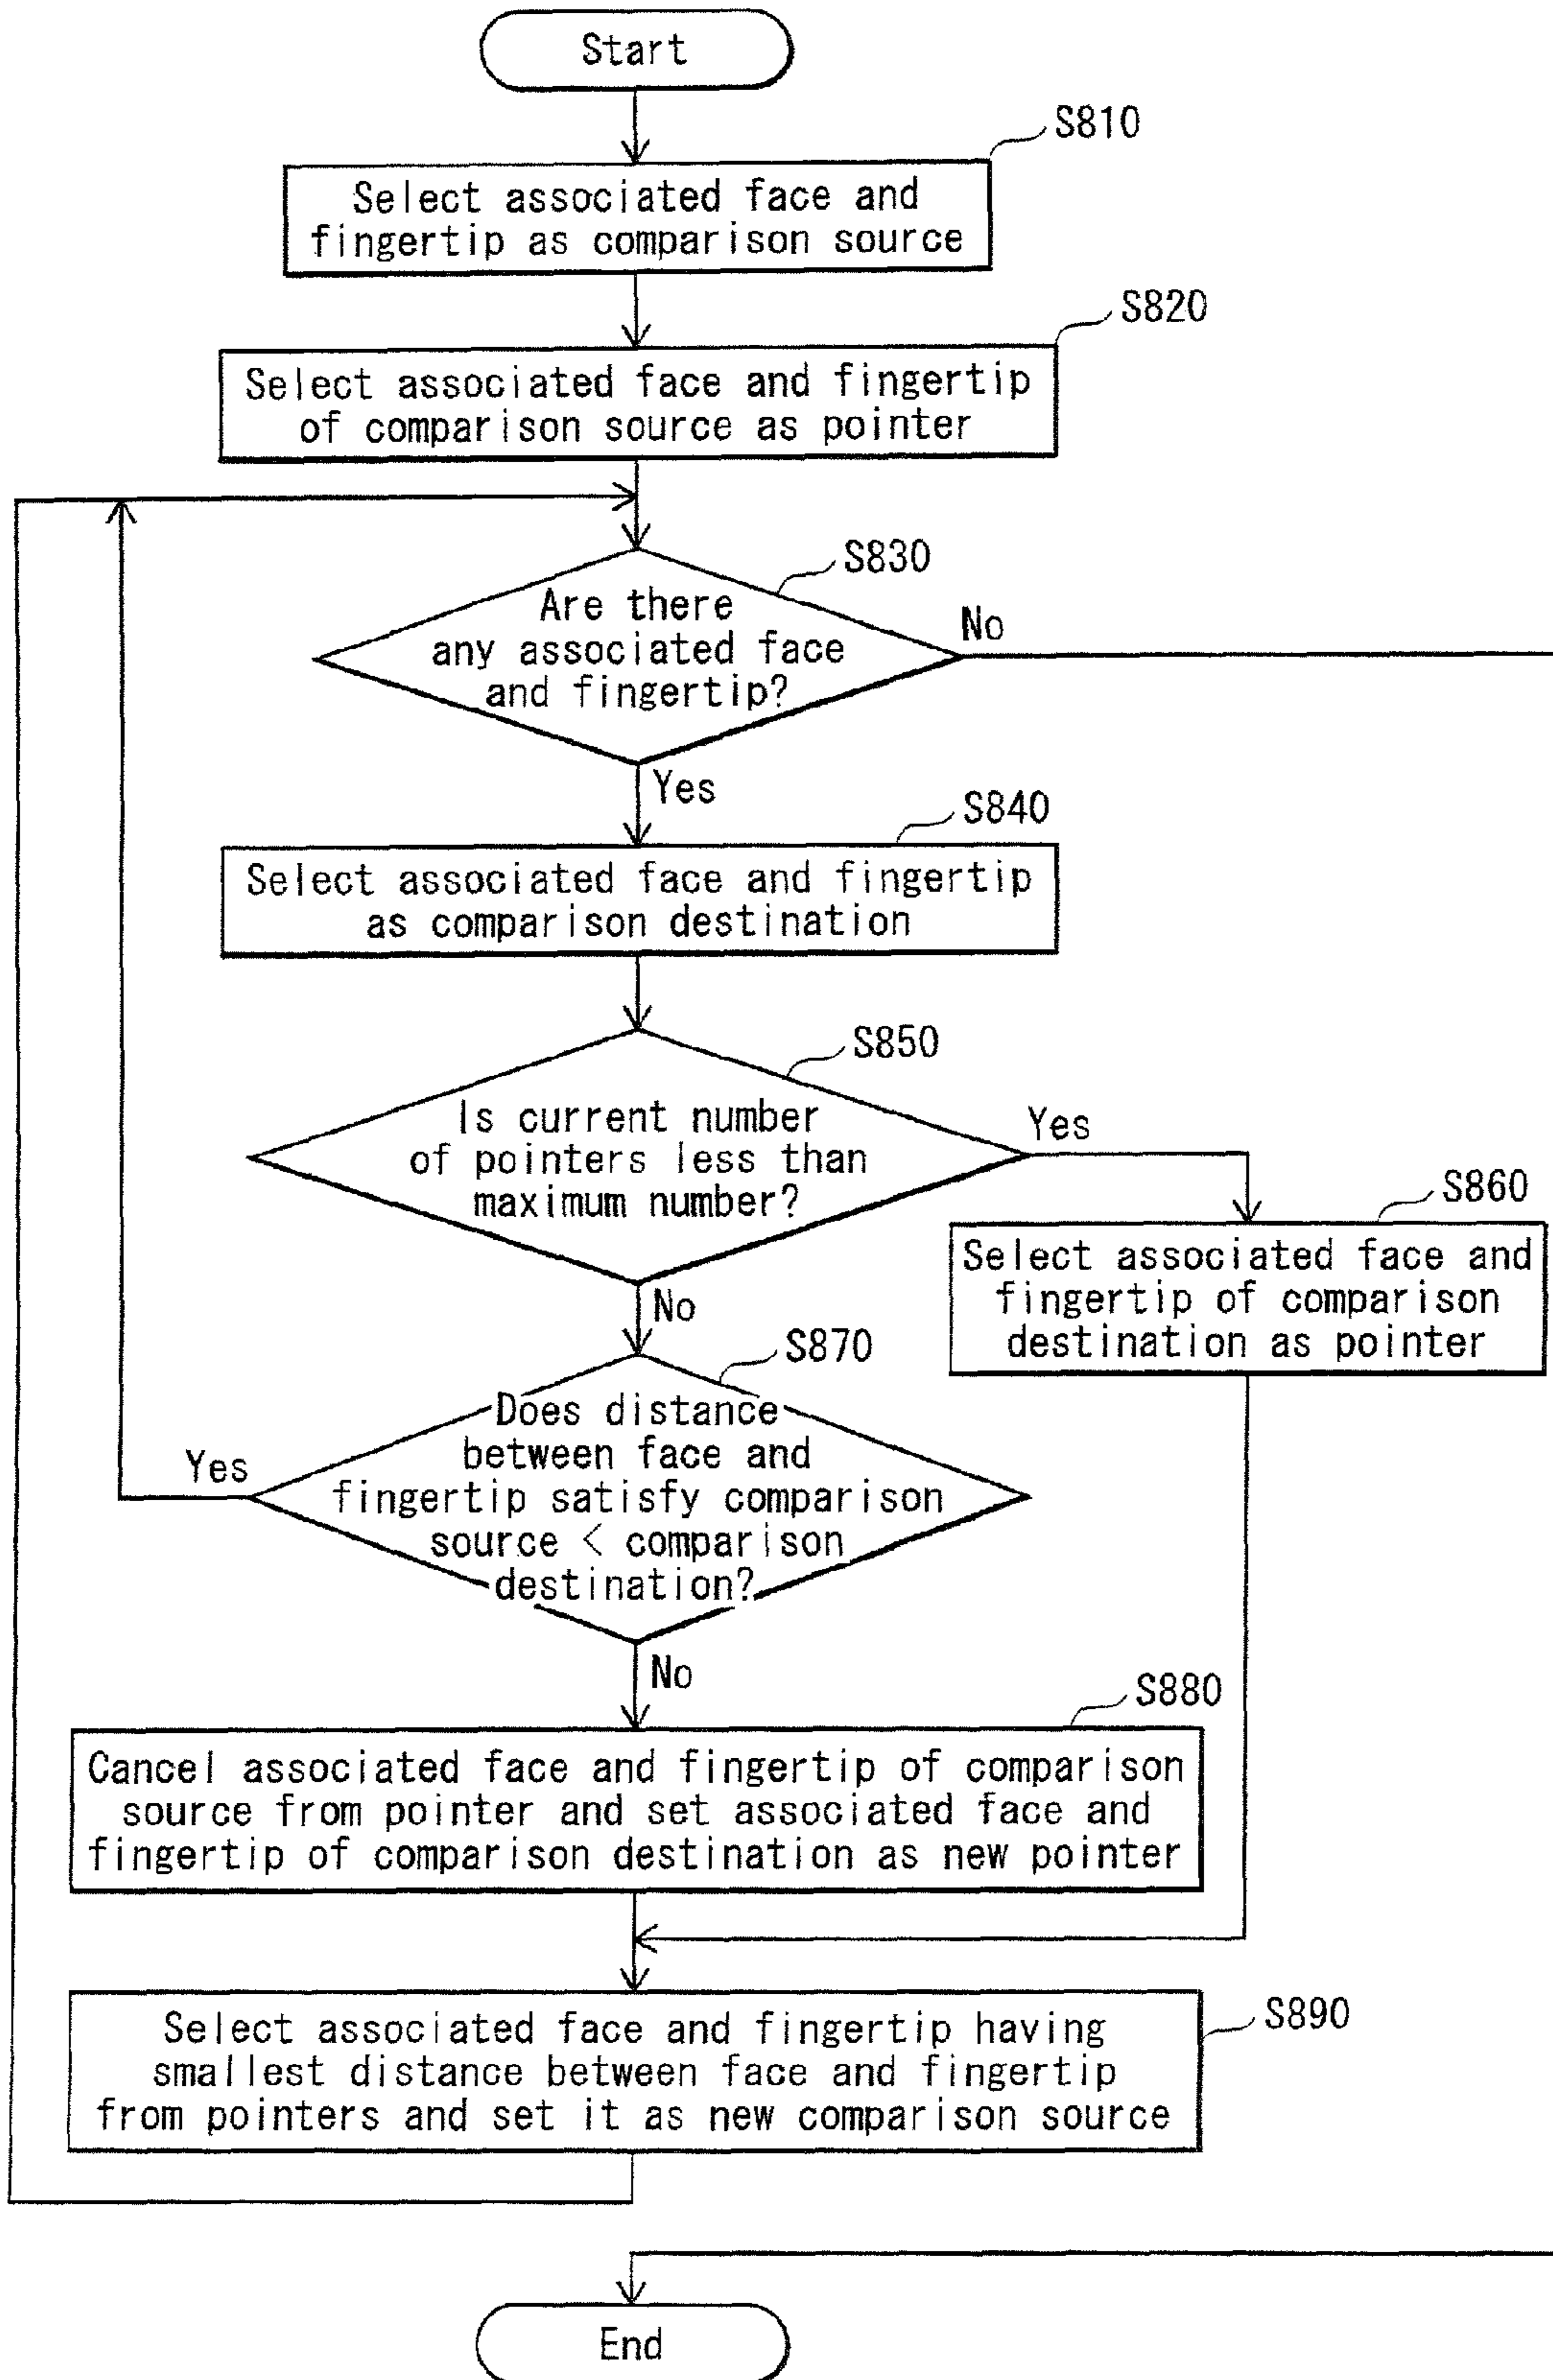 Start
S810
Select associated face and
fingertip as comparison source
S820
Select associated face and fingertip
of comparison source as pointer
S830
Are there
any associated face
and fingertip?
No
Yes
S840
Select associated face and fingertip
as comparison destination
S850
Is current number
of pointers less than
maximum number?
Yes
No
S860
Select associated face and
fingertip of comparison
destination as pointer
S870
Does distance
between face and
fingertip satisfy comparison
source < comparison
destination?
Yes
No
S880
Cancel associated face and fingertip of comparison
source from pointer and set associated face and
fingertip of comparison destination as new pointer
S890
Select associated face and fingertip having
smallest distance between face and fingertip
from pointers and set it as new comparison source
End